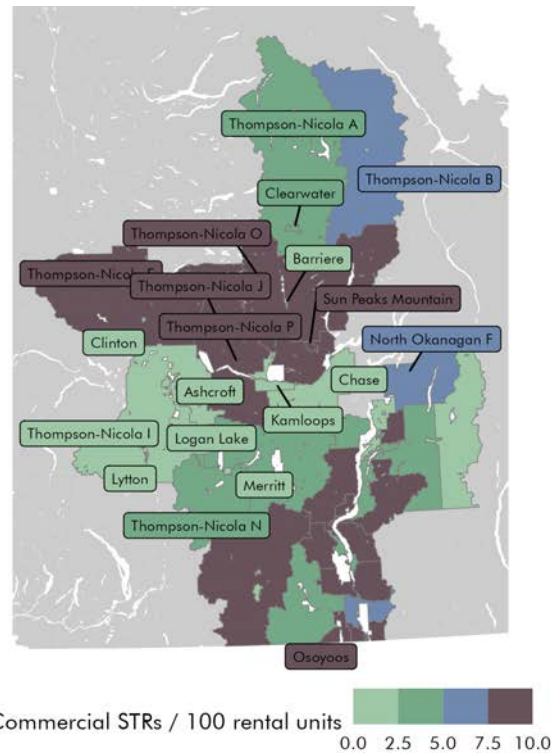 Thompson-Nicola A
Thompson-Nicola B
Clearwater
Thompson-Nicola O
Barriere
Thompson-Nicola
Thompson-Nicola J
Sun Peaks Mountain
Thompson-Nicola P
North Okanagan F
Clinton
Chase
Ashcroft
Kamloops
Thompson-Nicola I
Logan Lake
Lytton
Merritt
Thompson-Nicola N
Osoyoos
Commercial STRs / 100 rental units
0.0 2.5 5.0 7.5 10.0